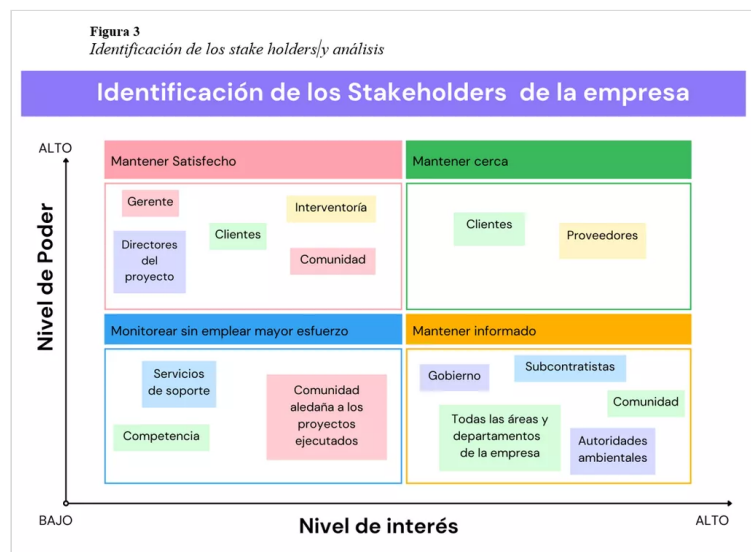 Figura 3
Identificación de los stake holders/y análisis
Identificación de los Stakeholders de la empresa
ALTO
Nivel de Poder
Mantener Satisfecho
Gerente
Interventoría
Clientes
Directores
del
proyecto
Comunidad
Mantener cerca
Clientes
Proveedores
Monitorear sin emplear mayor esfuerzo
Servicios
de soporte
Comunidad
aledaña a los
proyectos
ejecutados
Competencia
Mantener informado
Subcontratistas
Gobierno
Comunidad
Todas las áreas y
departamentos
de la empresa
Autoridades
ambientales
BAJO
Nivel de interés
ALTO